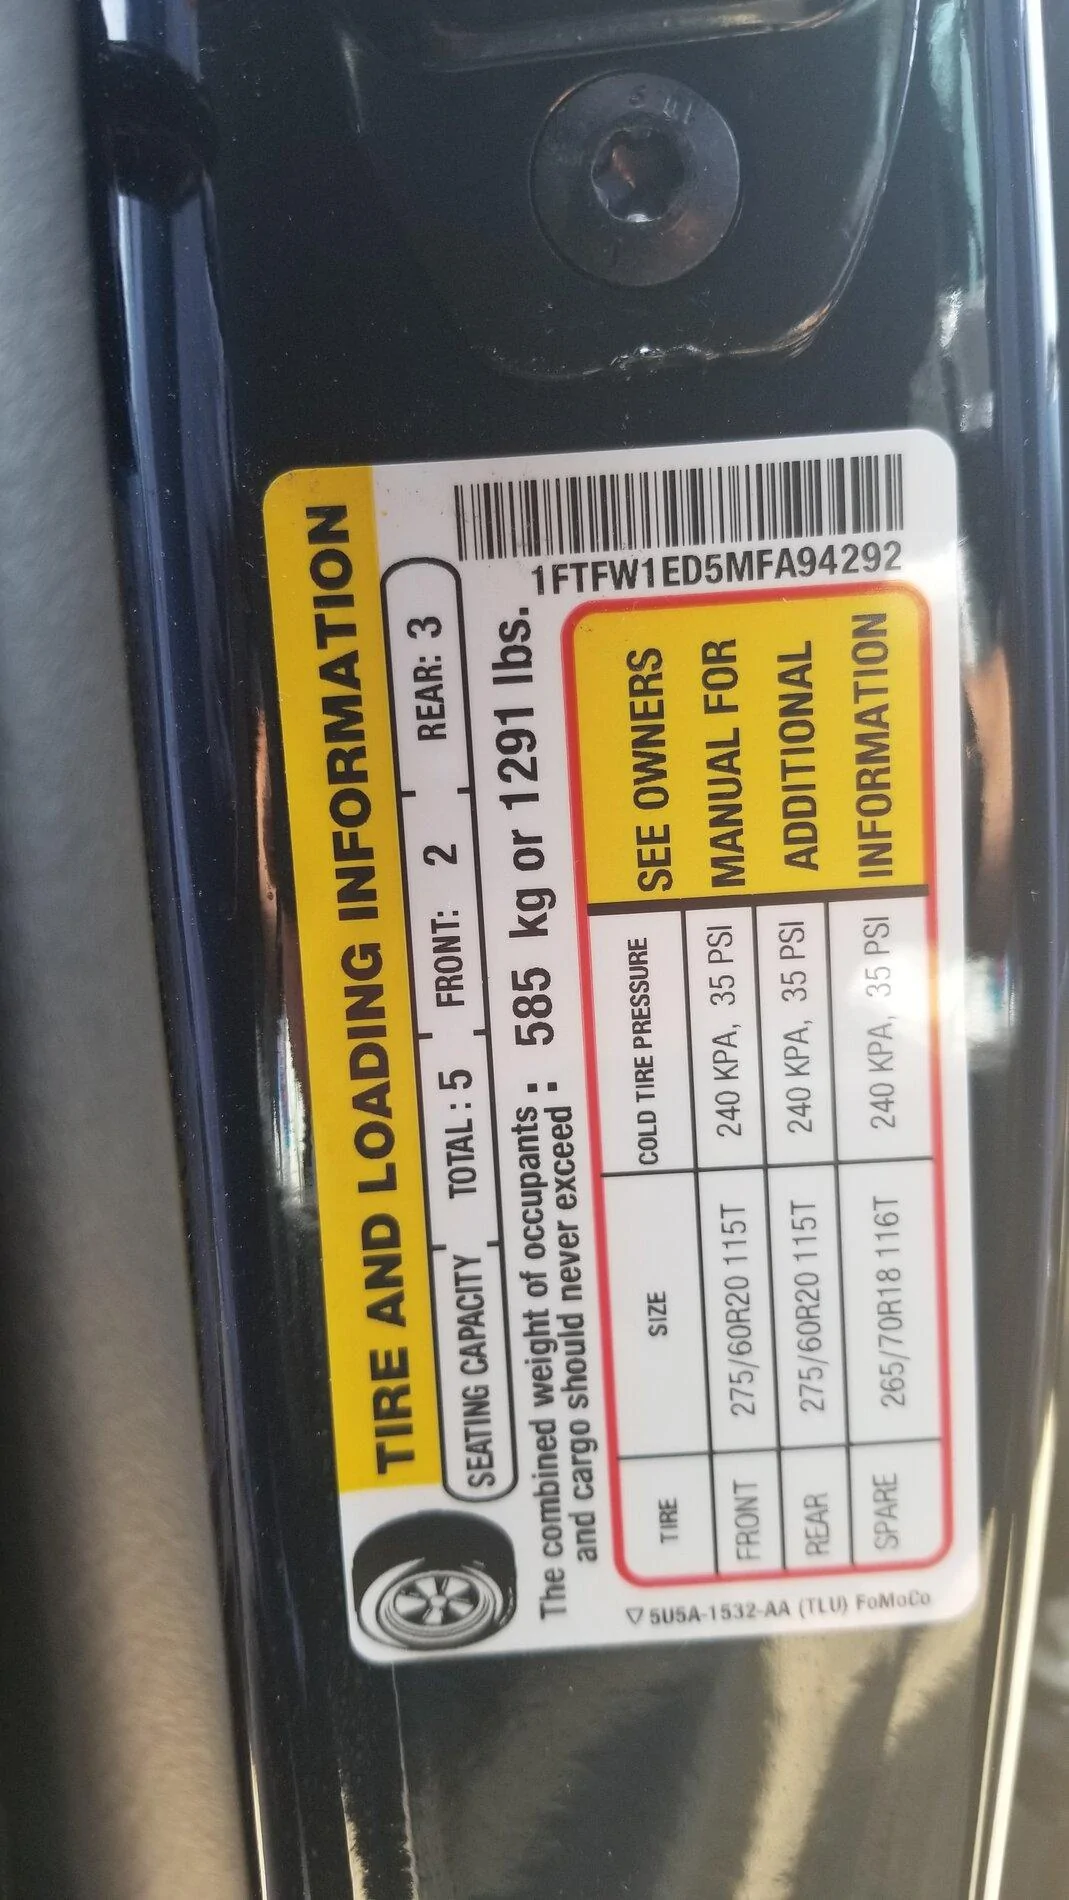 TIRE AND LOADING INFORMATION
SEATING CAPACITY TOTAL : 5 FRONT: 2 REAR: 3
The combined weight of occupants : 585 kg or 1291 lbs.
and cargo should never exceed :
TIRE SIZE COLD TIRE PRESSURE
FRONT 275/60R20 115T 240 KPA, 35 PSI
REAR 275/60R20 115T 240 KPA, 35 PSI
SPARE 265/70R18 116T 240 KPA, 35 PSI
SEE OWNERS
MANUAL FOR
ADDITIONAL
INFORMATION
1FTFW1ED5MFA94292
5U5A-1532-AA (TLU) FoMoCo